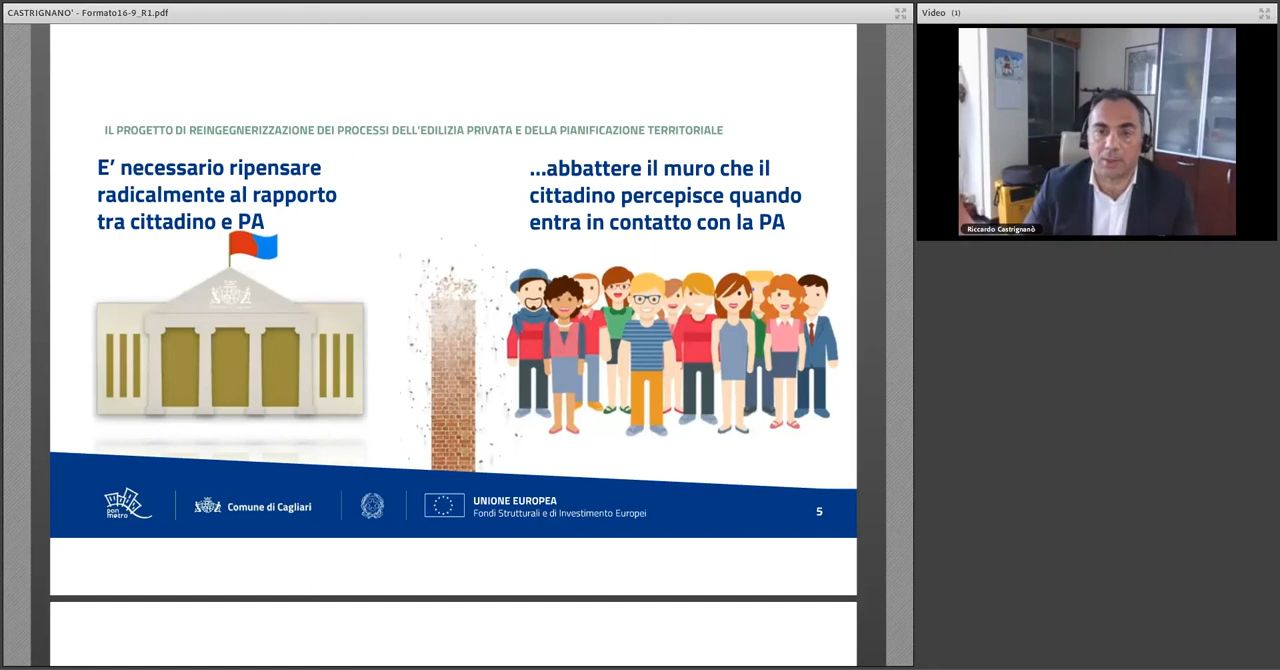 CASTRIGNANO' - Formato16-9_R1.pdf
Video (1)
IL PROGETTO DI REINGEGNERIZZAZIONE DEI PROCESSI DELL'EDILIZIA PRIVATA E DELLA PIANIFICAZIONE TERRITORIALE
E' necessario ripensare
radicalmente al rapporto
tra cittadino e PA
...abbattere il muro che il
cittadino percepisce quando
entra in contatto con la PA
Riccardo Castrignanò
pon
metro
Comune di Cagliari
UNIONE EUROPEA
Fondi Strutturali e di Investimento Europei
5